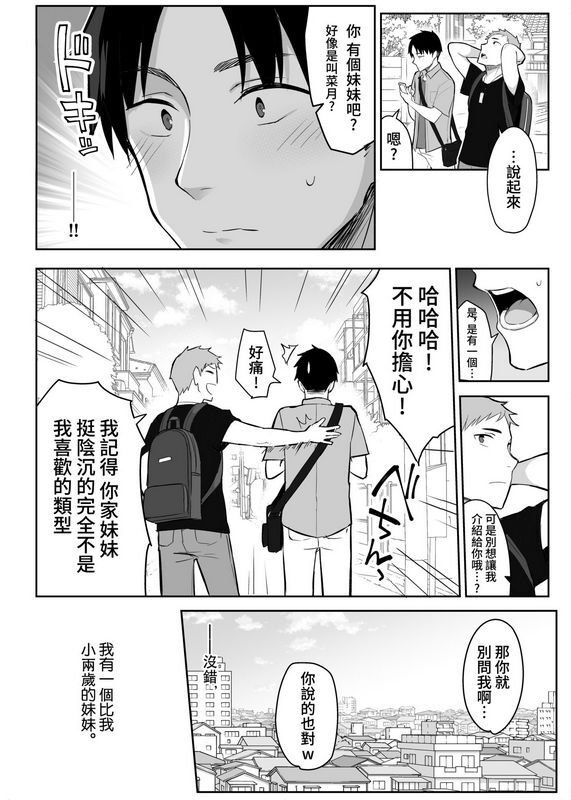 …說起來
嗯？
你 有個妹妹吧？
好像是叫菜月？
ドキッ
!!
是，是有一個…
可是別想讓我
介紹給你哦…？
哈哈哈！
不用你擔心！
好痛！
ばち〜ん
我記得 你家妹妹
挺陰沉的完全不是
我喜歡的類型
那你就
別問我啊…
你說的也對w
——沒錯，
我有一個比我
小兩歲的妹妹。